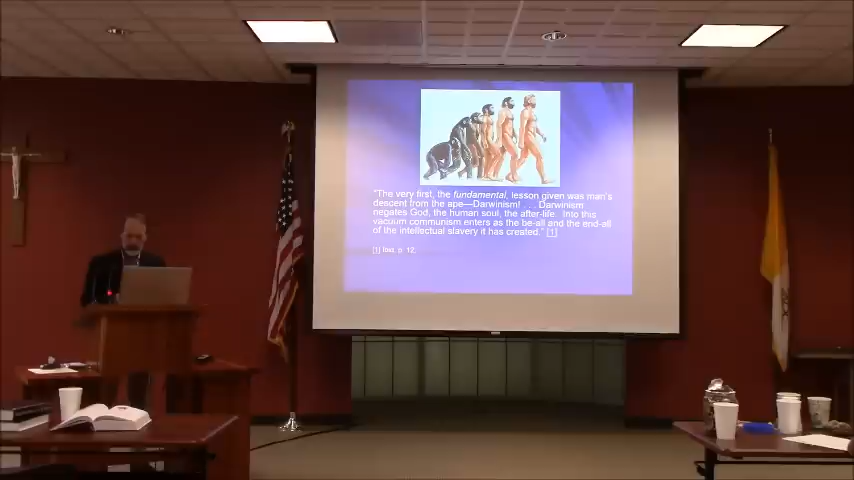 "The very first, the fundamental, lesson given was man's
descent from the ape—Darwinism! . . . Darwinism
negates God, the human soul, the after-life. Into this
vacuum communism enters as the be-all and the end-all
of the intellectual slavery it has created." [1]
[1] Ibid, p. 12.